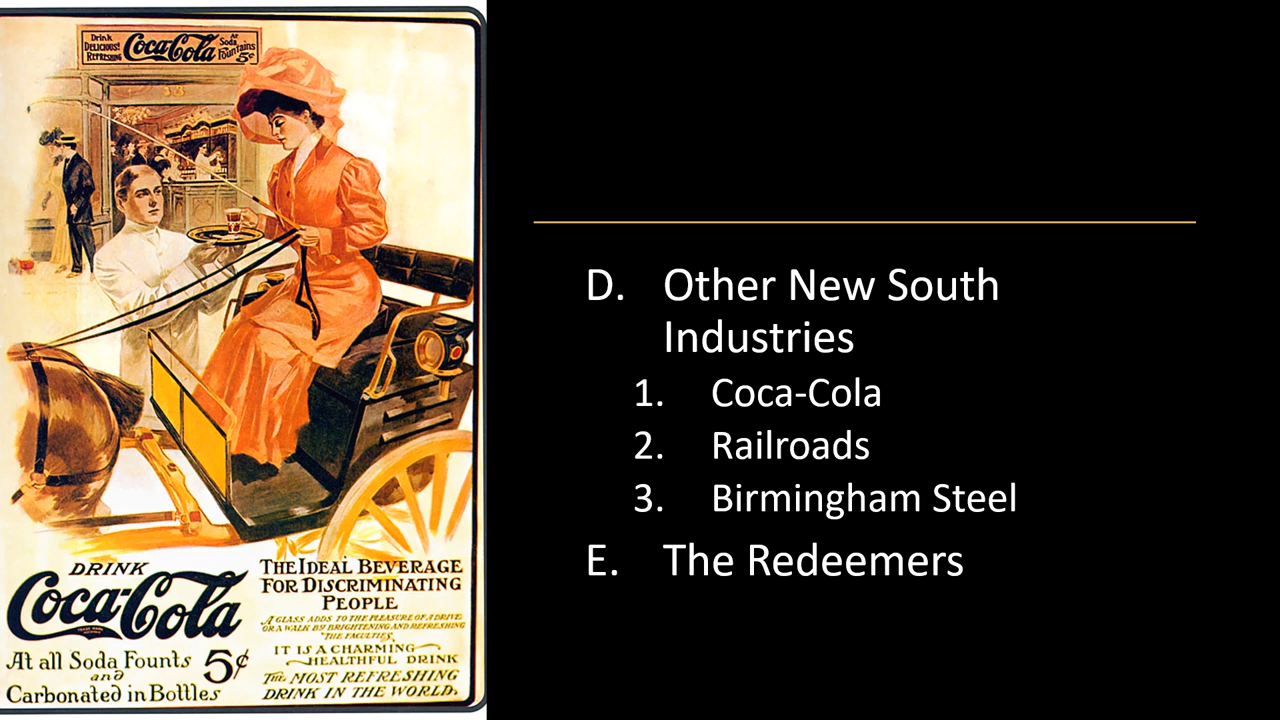 Drink
DELICIOUS!
REFRESHING
Coca-Cola
At
Soda
Fountains
5¢
DRINK
Coca-Cola
At all Soda Founts 5¢
and
Carbonated in Bottles
THE IDEAL BEVERAGE
FOR DISCRIMINATING
PEOPLE
A GLASS ADDS TO THE PLEASURE OF A DRIVE
OR A WALK BY BRIGHTENING AND REFRESHING
THE FACULTIES.
IT IS A CHARMING
HEALTHFUL DRINK
THE MOST REFRESHING
DRINK IN THE WORLD.
D. Other New South
Industries
1. Coca-Cola
2. Railroads
3. Birmingham Steel
E. The Redeemers